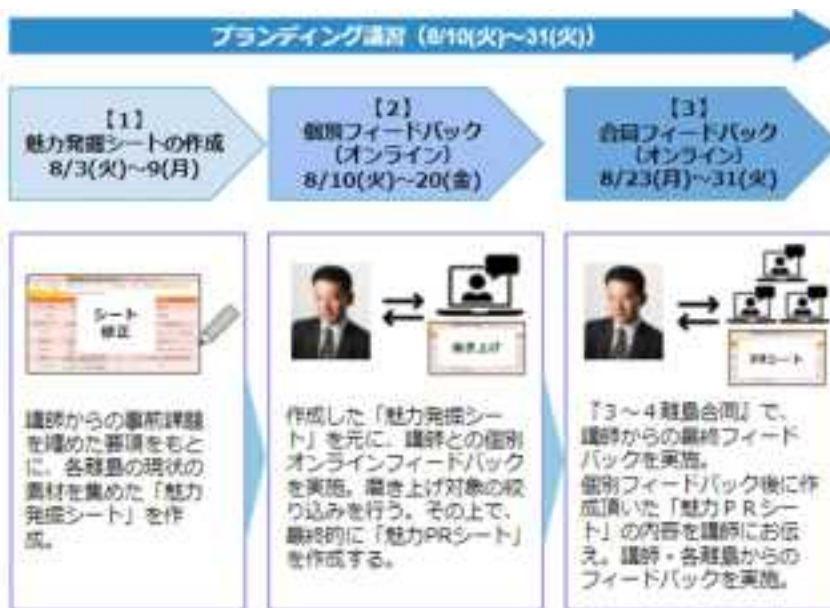 ブランディング講習（8/10(火)～31(火)）
【1】
魅力発掘シートの作成
8/3(火)～9(月)
【2】
個別フィードバック
（オンライン）
8/10(火)～20(金)
【3】
合同フィードバック
（オンライン）
8/23(月)～31(火)
シート
修正
磨き上げ
PRシート
講師からの事前課題
を纏めた要項をもと
に、各離島の現状の
素材を集めた「魅力
発掘シート」を作
成。
作成した「魅力発掘シー
ト」を元に、講師との個別
オンラインフィードバック
を実施。磨き上げ対象の絞
り込みを行う。その上で、
最終的に「魅力PRシート」
を作成する。
『３～４離島合同』で、
講師からの最終フィード
バックを実施。
個別フィードバック後に作
成頂いた「魅力ＰＲシー
ト」の内容を講師にお伝
え。講師・各離島からの
フィードバックを実施。